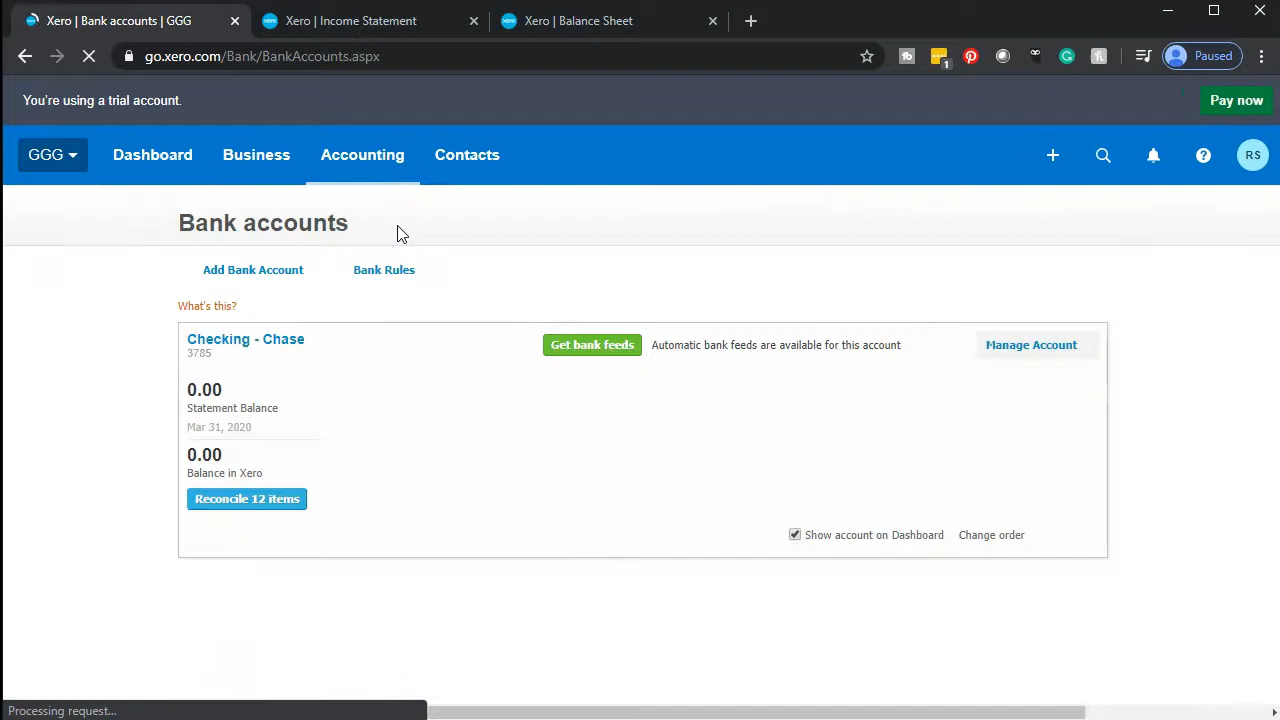 Xero | Bank accounts | GGG
Xero | Income Statement
Xero | Balance Sheet
go.xero.com/Bank/BankAccounts.aspx
1
Paused
You're using a trial account.
Pay now
GGG
Dashboard
Business
Accounting
Contacts
RS
Bank accounts
Add Bank Account
Bank Rules
What's this?
Checking - Chase
3785
Get bank feeds
Automatic bank feeds are available for this account
Manage Account
0.00
Statement Balance
Mar 31, 2020
0.00
Balance in Xero
Reconcile 12 items
Show account on Dashboard
Change order
Processing request...